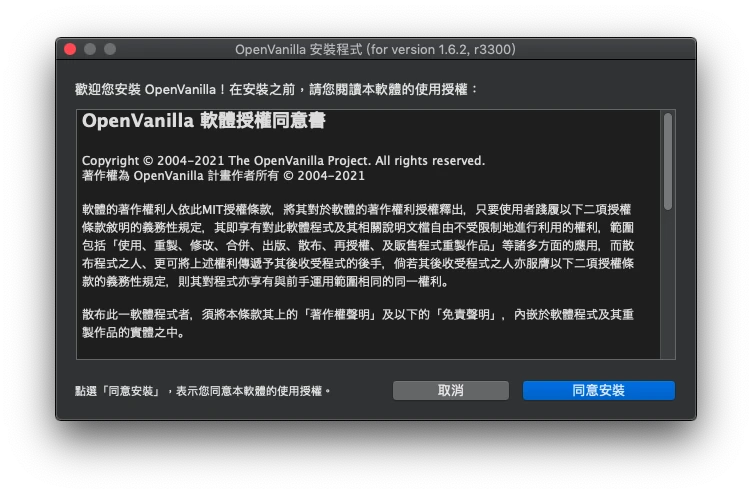 OpenVanilla 安裝程式 (for version 1.6.2, r3300)
歡迎您安裝 OpenVanilla！在安裝之前，請您閱讀本軟體的使用授權：
OpenVanilla 軟體授權同意書
Copyright © 2004-2021 The OpenVanilla Project. All rights reserved.
著作權為 OpenVanilla 計畫作者所有 © 2004-2021
軟體的著作權利人依此MIT授權條款，將其對於軟體的著作權利授權釋出，只要使用者踐履以下二項授權
條款敘明的義務性規定，其即享有對此軟體程式及其相關說明文檔自由不受限制地進行利用的權利，範圍
包括「使用、重製、修改、合併、出版、散布、再授權、及販售程式重製作品」等諸多方面的應用，而散
布程式之人、更可將上述權利傳遞予其後收受程式的後手，倘若其後收受程式之人亦服膺以下二項授權條
款的義務性規定，則其對程式亦享有與前手運用範圍相同的同一權利。
散布此一軟體程式者，須將本條款其上的「著作權聲明」及以下的「免責聲明」，內嵌於軟體程式及其重
製作品的實體之中。
點選「同意安裝」，表示您同意本軟體的使用授權。
取消
同意安裝